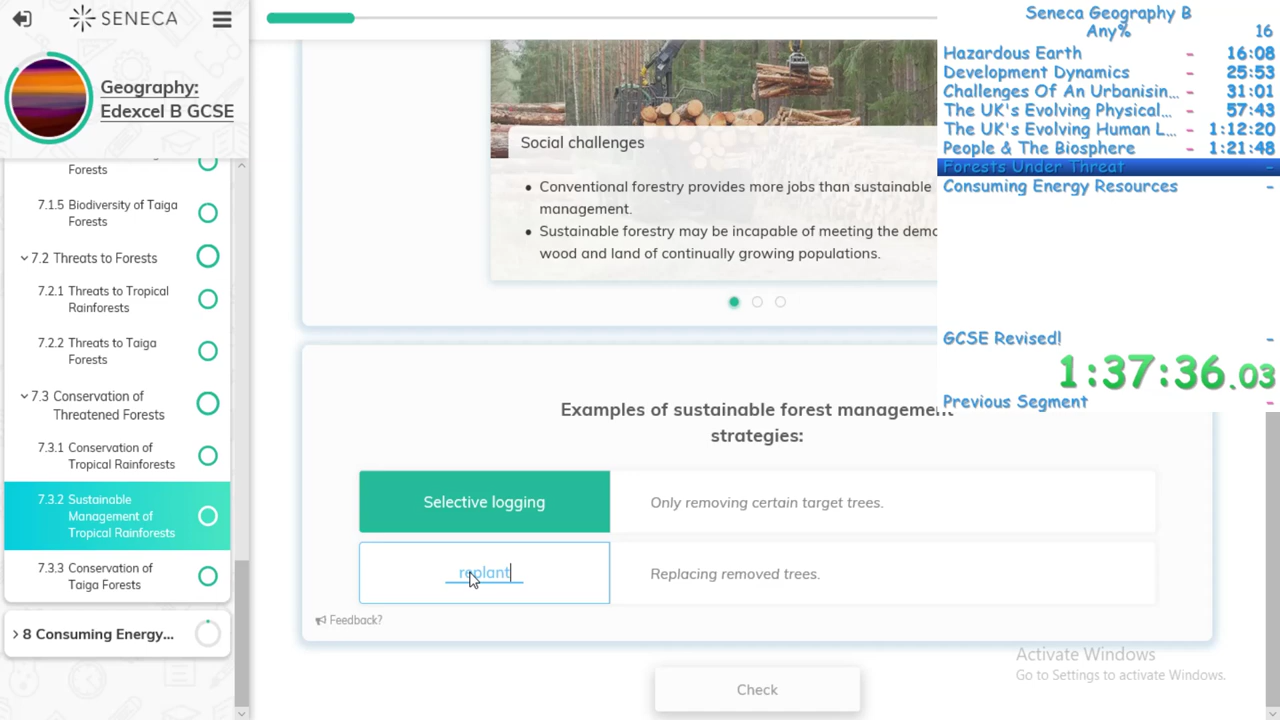 SENECA
Geography:
Edexcel B GCSE
Forests
7.1.5 Biodiversity of Taiga
Forests
7.2 Threats to Forests
7.2.1 Threats to Tropical
Rainforests
7.2.2 Threats to Taiga
Forests
7.3 Conservation of
Threatened Forests
7.3.1 Conservation of
Tropical Rainforests
7.3.2 Sustainable
Management of
Tropical Rainforests
7.3.3 Conservation of
Taiga Forests
8 Consuming Energy...
Social challenges
• Conventional forestry provides more jobs than sustainable
management.
• Sustainable forestry may be incapable of meeting the
wood and land of continually growing populations.
Examples of sustainable forest management
strategies:
Selective logging
Only removing certain target trees.
replant
Replacing removed trees.
Feedback?
Check
Seneca Geography B
Any% 16
Hazardous Earth - 16:08
Development Dynamics - 25:53
Challenges Of An Urbanisin... - 31:01
The UK's Evolving Physical... - 57:43
The UK's Evolving Human L... - 1:12:20
People & The Biosphere - 1:21:48
Forests Under Threat -
Consuming Energy Resources -
GCSE Revised! -
1:37:36.03
Previous Segment -
Activate Windows
Go to Settings to activate Windows.